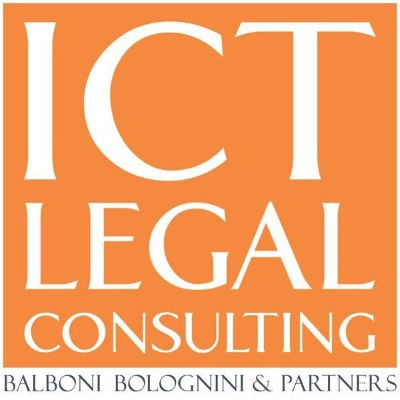 ICT
LEGAL
CONSULTING
BALBONI BOLOGNINI & PARTNERS